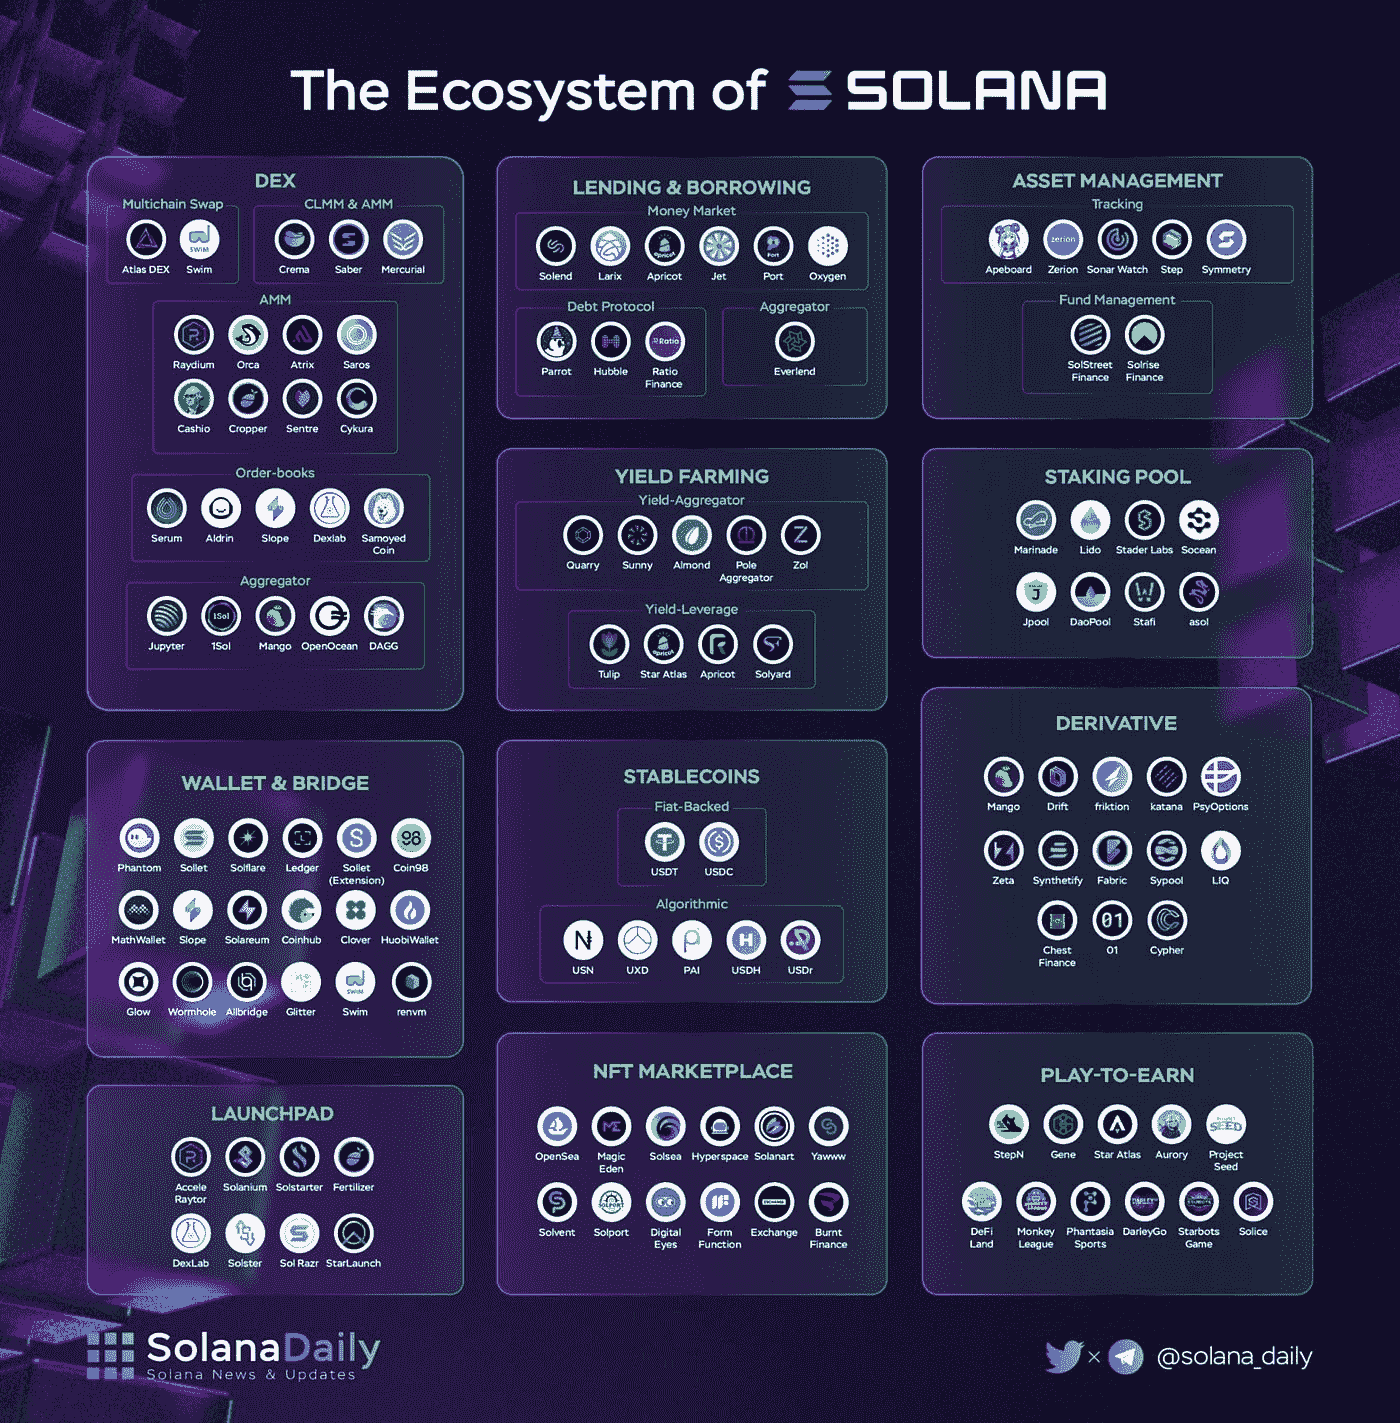 The Ecosystem of SOLANA
DEX
Multichain Swap
Atlas DEX Swim
CLMM & AMM
Crema Saber Mercurial
AMM
Raydium Orca Atrix Saros
Cashio Cropper Sentre Cykura
Order-books
Serum Aldrin Slope Dexlab Samoyed
Coin
Aggregator
Jupyter 1Sol Mango OpenOcean DAGG
LENDING & BORROWING
Money Market
Solend Larix Apricot Jet Port Oxygen
Debt Protocol
Parrot Hubble Ratio
Finance
Aggregator
Everlend
ASSET MANAGEMENT
Tracking
Apeboard Zerion Sonar Watch Step Symmetry
Fund Management
SolStreet Solrise
Finance Finance
YIELD FARMING
Yield-Aggregator
Quarry Sunny Almond Pole Zol
Aggregator
Yield-Leverage
Tulip Star Atlas Apricot Solyard
STAKING POOL
Marinade Lido Stader Labs Socean
Jpool DaoPool Stafi asol
DERIVATIVE
Mango Drift friktion katana PsyOptions
Zeta Synthetify Fabric Sypool LIQ
Chest 01 Cypher
Finance
WALLET & BRIDGE
Phantom Sollet Solflare Ledger Sollet Coin98
(Extension)
MathWallet Slope Solareum Coinhub Clover HuobiWallet
Glow Wormhole Allbridge Glitter Swim renvm
STABLECOINS
Fiat-Backed
USDT USDC
Algorithmic
USN UXD PAI USDH USDr
LAUNCHPAD
Accele Solanium Solstarter Fertilizer
Raytor
DexLab Solster Sol Razr StarLaunch
NFT MARKETPLACE
OpenSea Magic Solsea Hyperspace Solanart Yawww
Eden
Solvent Solport Digital Form Exchange Burnt
Eyes Function Finance
PLAY-TO-EARN
StepN Gene Star Atlas Aurory Project
Seed
DeFi Monkey Phantasia DarleyGo Starbots Solice
Land League Sports Game
SolanaDaily
Solana News & Updates
@solana_daily